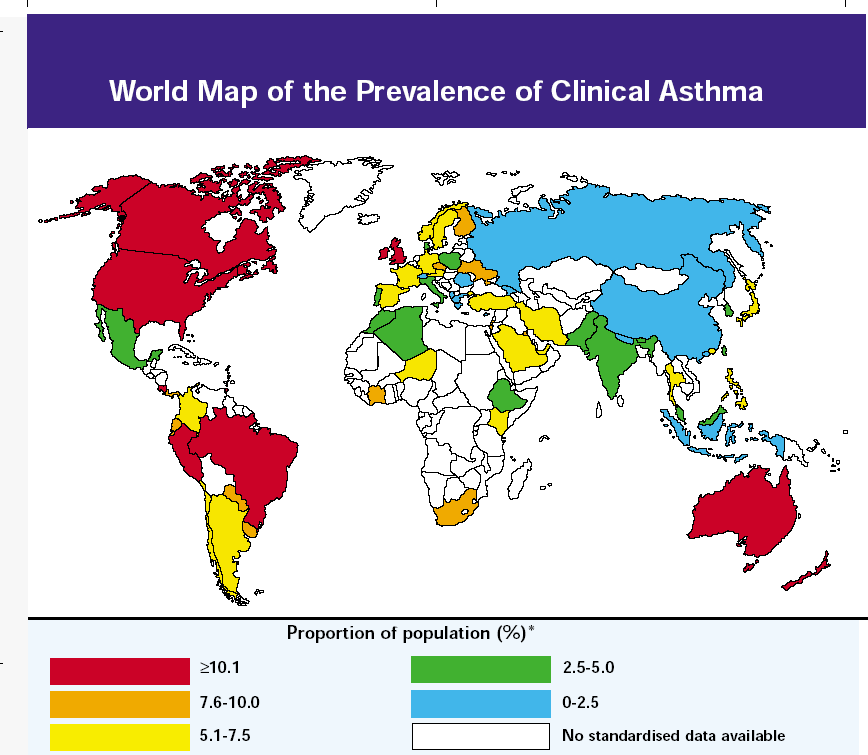 World Map of the Prevalence of Clinical Asthma
Proportion of population (%)*
≥10.1
7.6-10.0
5.1-7.5
2.5-5.0
0-2.5
No standardised data available